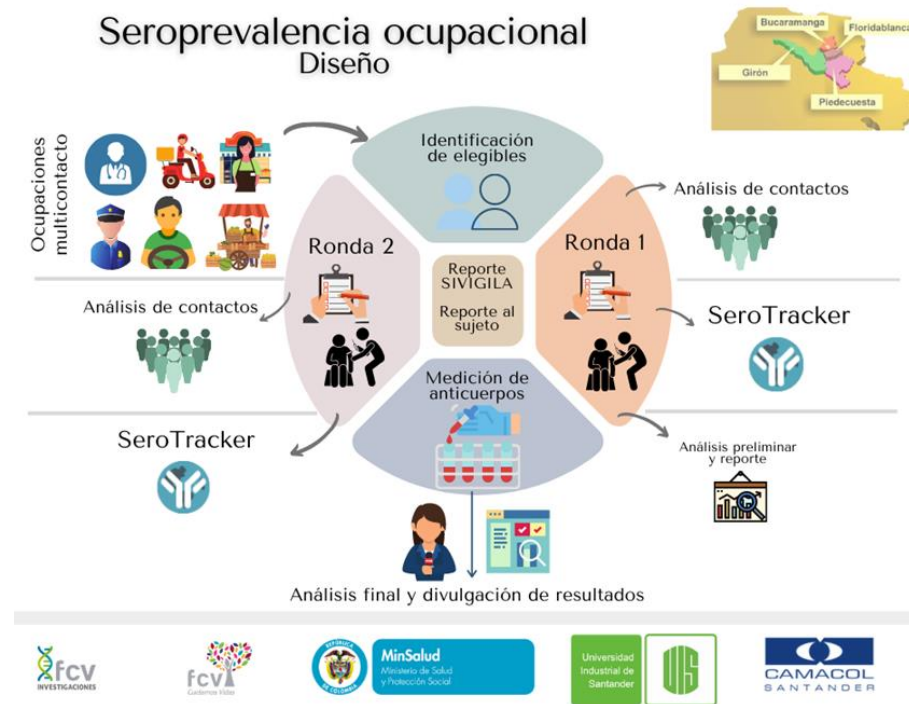 Seroprevalencia ocupacional
Diseño
Bucaramanga
Floridablanca
Girón
Piedecuesta
Ocupaciones
multicontacto
Identificación
de elegibles
Ronda 2
Ronda 1
Reporte
SIVIGILA
Reporte al
sujeto
Análisis de contactos
Análisis de contactos
SeroTracker
Medición de
anticuerpos
SeroTracker
Análisis preliminar
y reporte
Análisis final y divulgación de resultados
fcv
INVESTIGACIONES
fcv
Cuidamos Vidas
REPÚBLICA
DE COLOMBIA
MinSalud
Ministerio de Salud
y Protección Social
Universidad
Industrial de
Santander
UIS
CAMACOL
SANTANDER